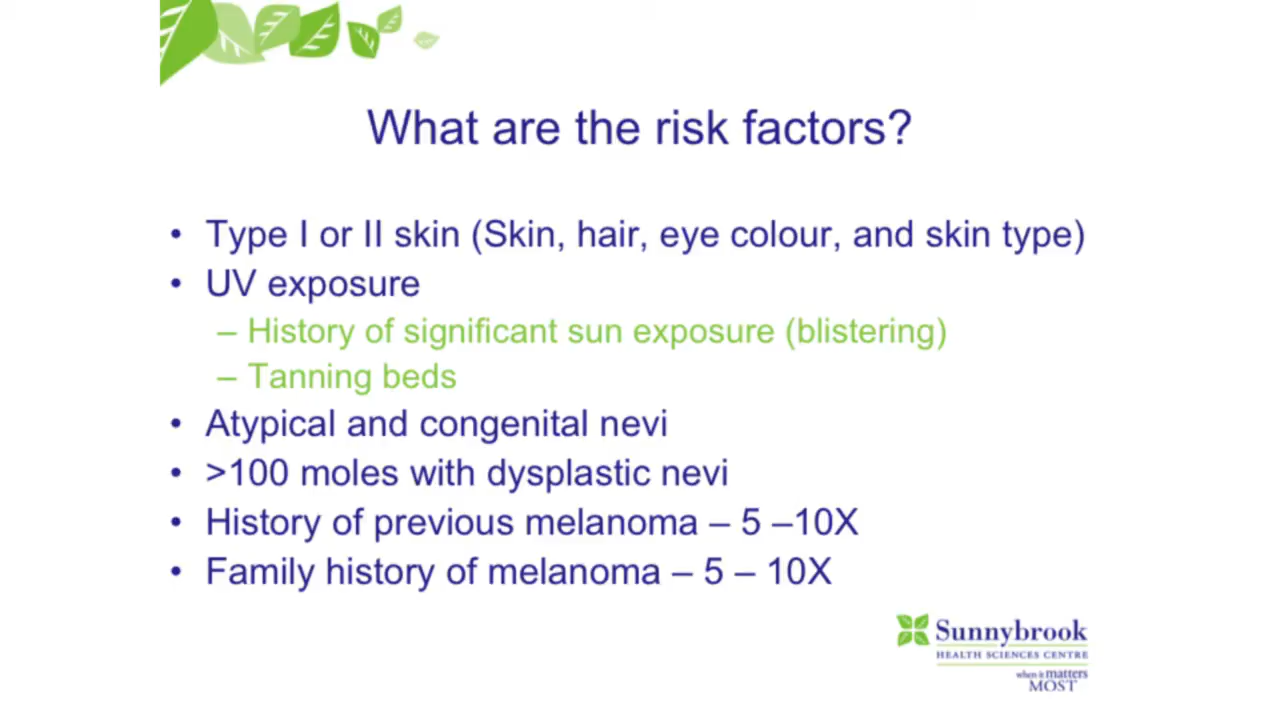 What are the risk factors?
• Type I or II skin (Skin, hair, eye colour, and skin type)
• UV exposure
– History of significant sun exposure (blistering)
– Tanning beds
• Atypical and congenital nevi
• >100 moles with dysplastic nevi
• History of previous melanoma – 5 –10X
• Family history of melanoma – 5 – 10X
Sunnybrook
HEALTH SCIENCES CENTRE
when it matters
MOST